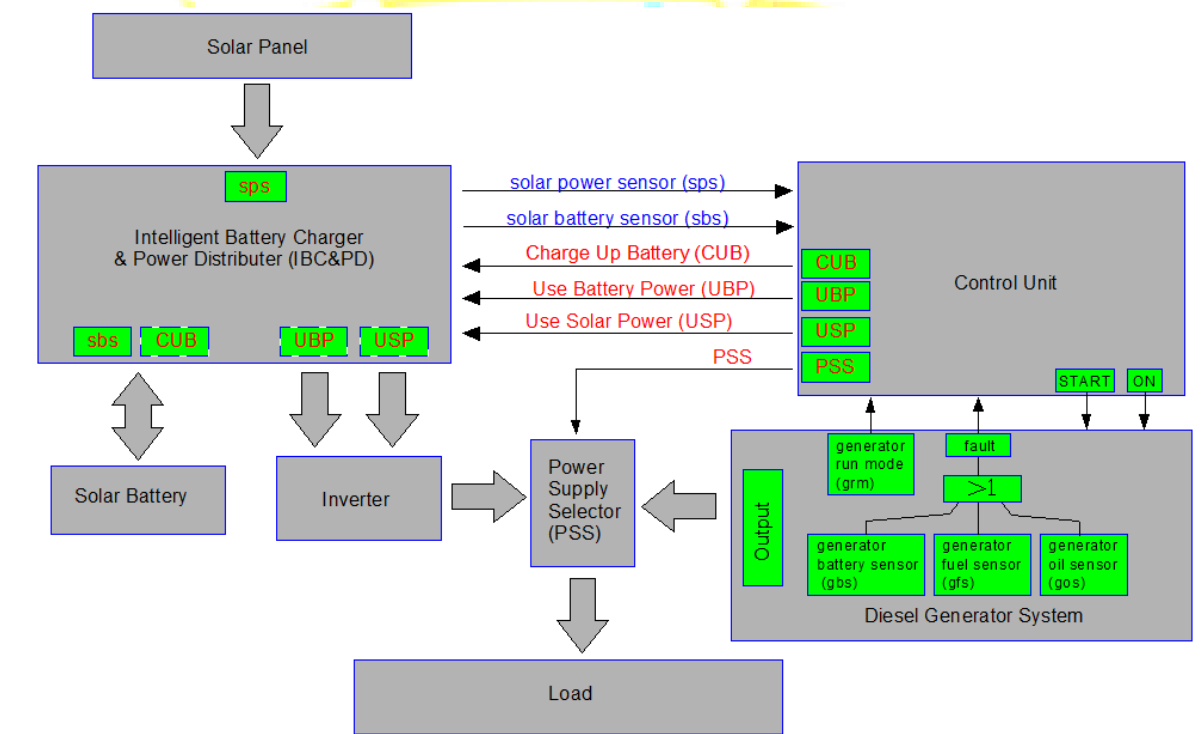 Solar Panel
sps
Intelligent Battery Charger
& Power Distributer (IBC&PD)
sbs
CUB
UBP
USP
solar power sensor (sps)
solar battery sensor (sbs)
Charge Up Battery (CUB)
Use Battery Power (UBP)
Use Solar Power (USP)
PSS
CUB
UBP
USP
PSS
Control Unit
START
ON
Solar Battery
Inverter
Power
Supply
Selector
(PSS)
Output
generator
run mode
(grm)
fault
>1
generator
battery sensor
(gbs)
generator
fuel sensor
(gfs)
generator
oil sensor
(gos)
Diesel Generator System
Load